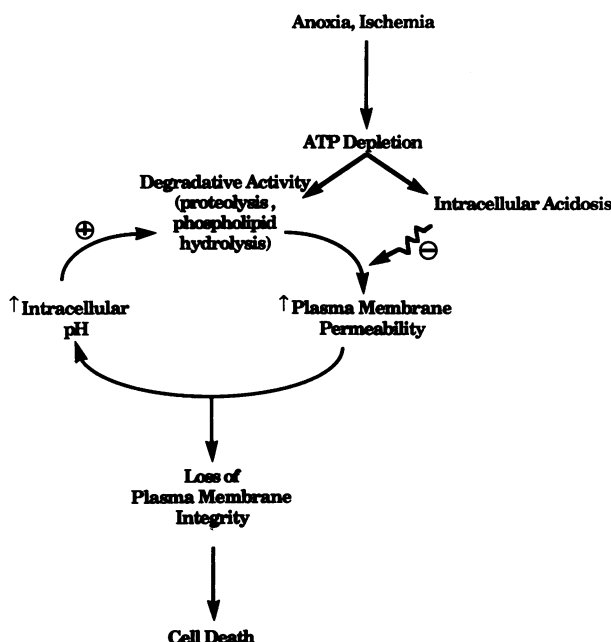 Anoxia, Ischemia
ATP Depletion
Degradative Activity
(proteolysis,
phospholipid
hydrolysis)
Intracellular Acidosis
⊕
⊖
↑Intracellular
pH
↑Plasma Membrane
Permeability
Loss of
Plasma Membrane
Integrity
Cell Death